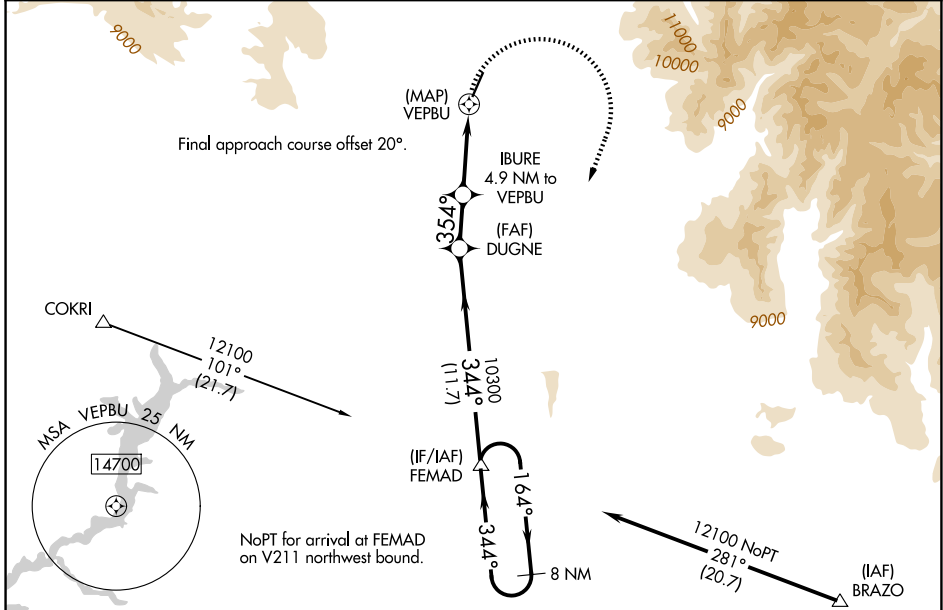 9000
11000
10000
9000
(MAP)
VEPBU
Final approach course offset 20°.
IBURE
4.9 NM to
VEPBU
354°
(FAF)
DUGNE
9000
COKRI
12100
101°
(21.7)
10300
344°
(11.7)
MSA VEPBU 25 NM
14700
(IF/IAF)
FEMAD
164°
344°
8 NM
NoPT for arrival at FEMAD
on V211 northwest bound.
12100 NoPT
281°
(20.7)
(IAF)
BRAZO